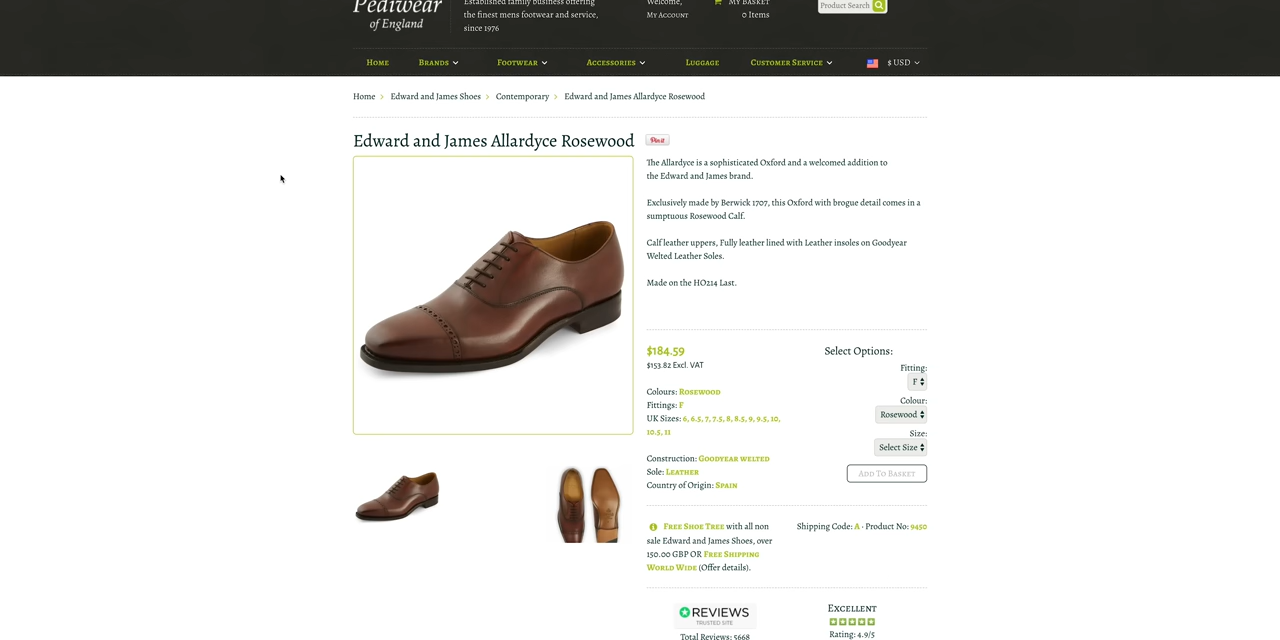 Pediwear
of England
Established family business offering
the finest mens footwear and service,
since 1976
Welcome,
My Account
My Basket
0 Items
Product Search
Home
Brands
Footwear
Accessories
Luggage
Customer Service
$ USD
Home > Edward and James Shoes > Contemporary > Edward and James Allardyce Rosewood
Edward and James Allardyce Rosewood
Pin it
The Allardyce is a sophisticated Oxford and a welcomed addition to
the Edward and James brand.
Exclusively made by Berwick 1707, this Oxford with brogue detail comes in a
sumptuous Rosewood Calf.
Calf leather uppers, Fully leather lined with Leather insoles on Goodyear
Welted Leather Soles.
Made on the HO214 Last.
$184.59
$153.82 Excl. VAT
Colours: Rosewood
Fittings: F
UK Sizes: 6, 6.5, 7, 7.5, 8, 8.5, 9, 9.5, 10,
10.5, 11
Construction: Goodyear welted
Sole: Leather
Country of Origin: Spain
Select Options:
Fitting:
F
Colour:
Rosewood
Size:
Select Size
Add To Basket
Free Shoe Tree with all non
sale Edward and James Shoes, over
150.00 GBP OR Free Shipping
World Wide (Offer details).
Shipping Code: A · Product No: 9450
REVIEWS
TRUSTED SITE
Total Reviews: 5668
Excellent
Rating: 4.9/5